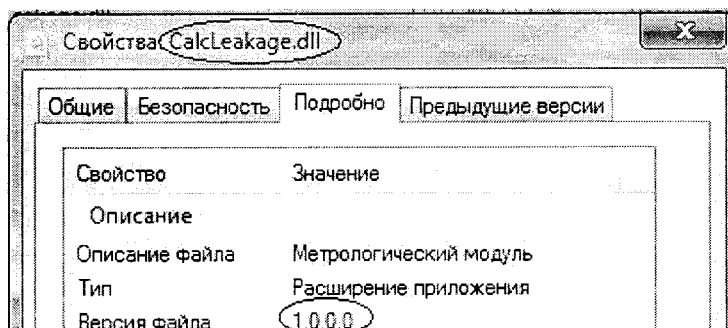 Свойства: CalcLeakage.dll
Общие Безопасность Подробно Предыдущие версии
Свойство Значение
Описание
Описание файла Метрологический модуль
Тип Расширение приложения
Версия файла 1.0.0.0